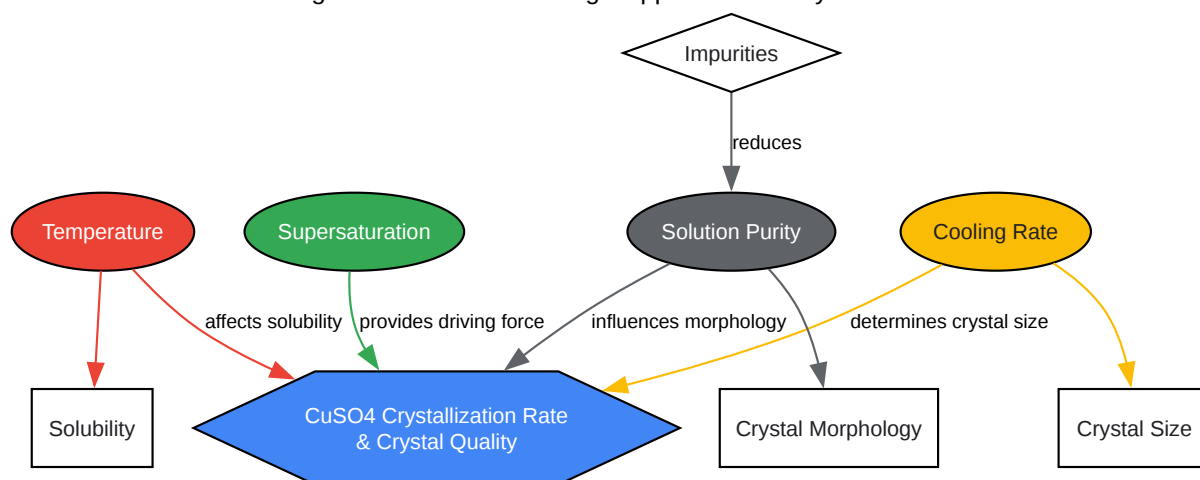 Impurities
reduces
Temperature
Supersaturation
Solution Purity
Cooling Rate
affects solubility
provides driving force
influences morphology
determines crystal size
Solubility
CuSO4 Crystallization Rate
& Crystal Quality
Crystal Morphology
Crystal Size